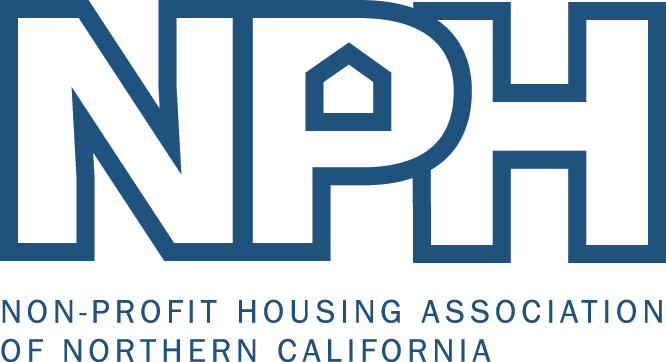 NPH
NON-PROFIT HOUSING ASSOCIATION
OF NORTHERN CALIFORNIA